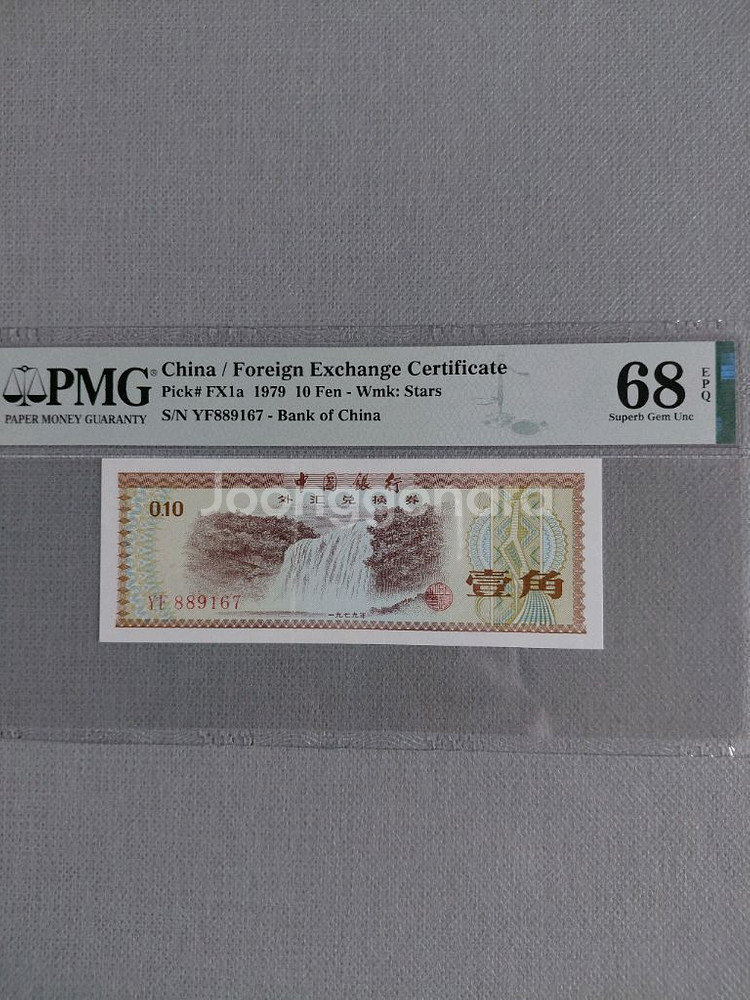 PMG®
PAPER MONEY GUARANTY
China / Foreign Exchange Certificate
Pick# FX1a 1979 10 Fen - Wmk: Stars
S/N YF889167 - Bank of China
68
EPQ
Superb Gem Unc
中国银行
外汇兑换券
0.10
Joonggonara
壹角
YF 889167
一九七九年